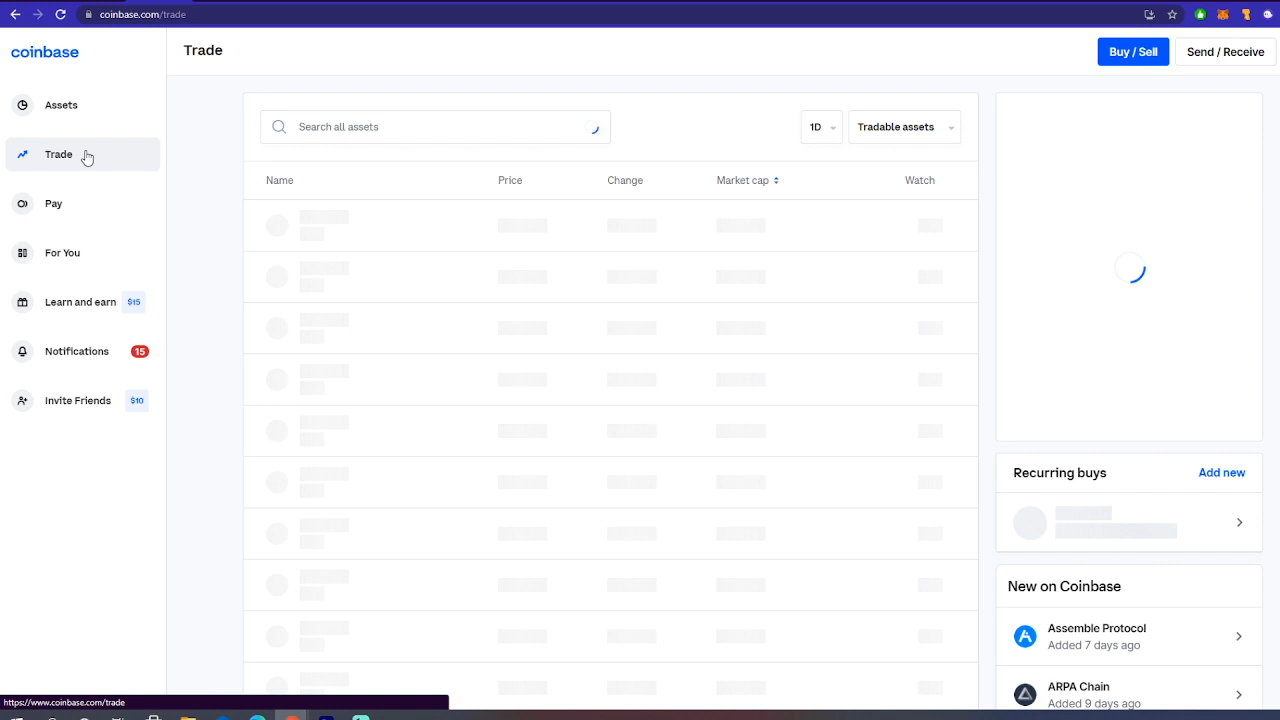 coinbase.com/trade
coinbase
Trade
Buy / Sell
Send / Receive
Assets
Trade
Pay
For You
Learn and earn $15
Notifications 15
Invite Friends $10
Search all assets
1D
Tradable assets
Name Price Change Market cap Watch
Recurring buys
Add new
New on Coinbase
Assemble Protocol
Added 7 days ago
ARPA Chain
Added 9 days ago
https://www.coinbase.com/trade